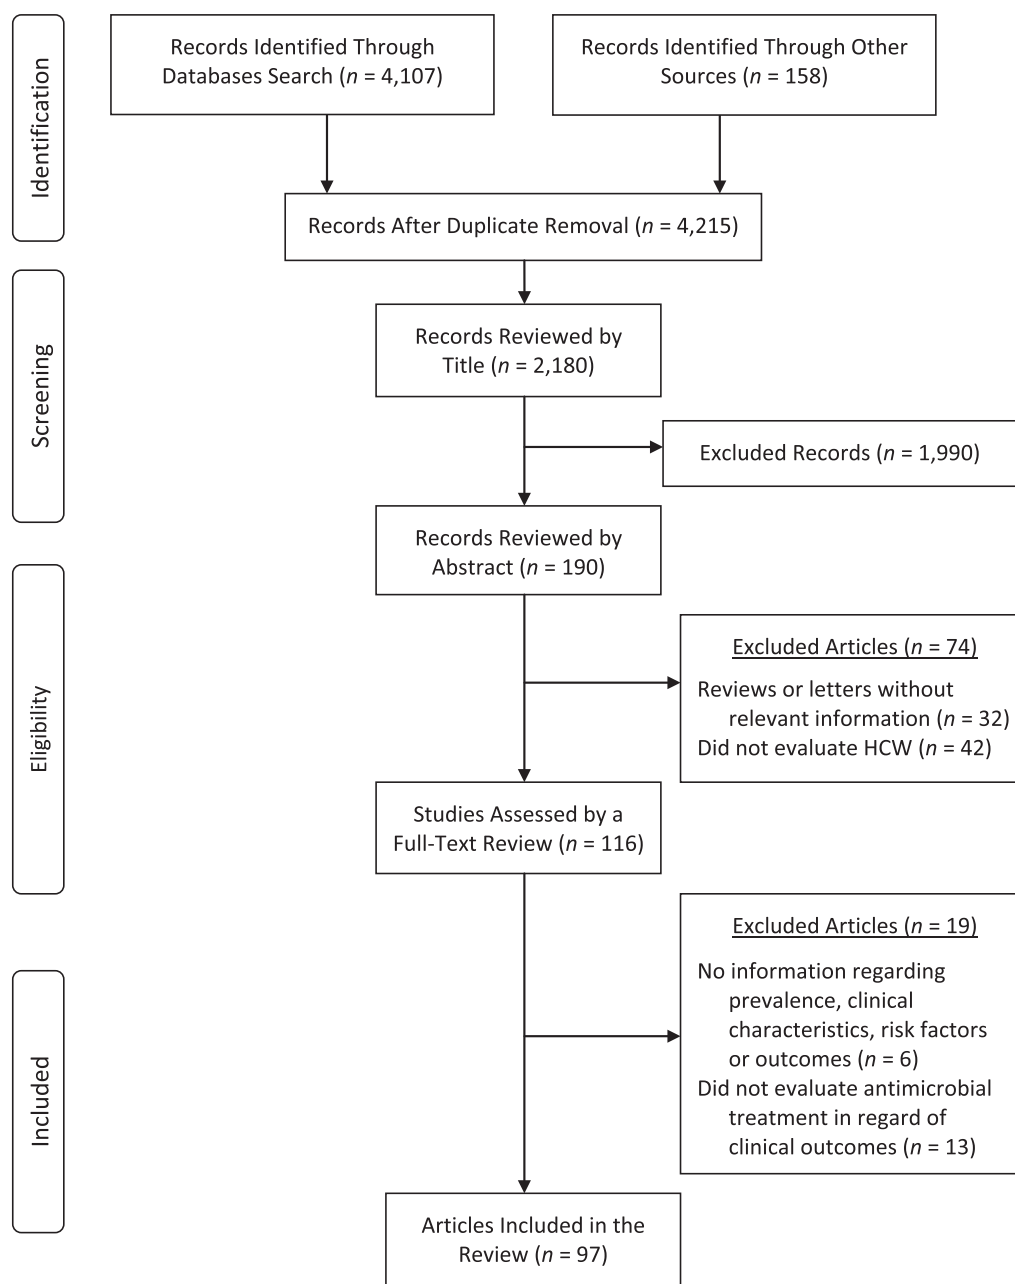 Identification
Records Identified Through
Databases Search (n = 4,107)
Records Identified Through Other
Sources (n = 158)
Records After Duplicate Removal (n = 4,215)
Screening
Records Reviewed by
Title (n = 2,180)
Excluded Records (n = 1,990)
Records Reviewed by
Abstract (n = 190)
Eligibility
Excluded Articles (n = 74)
Reviews or letters without
relevant information (n = 32)
Did not evaluate HCW (n = 42)
Studies Assessed by a
Full-Text Review (n = 116)
Included
Excluded Articles (n = 19)
No information regarding
prevalence, clinical
characteristics, risk factors
or outcomes (n = 6)
Did not evaluate antimicrobial
treatment in regard of
clinical outcomes (n = 13)
Articles Included in the
Review (n = 97)